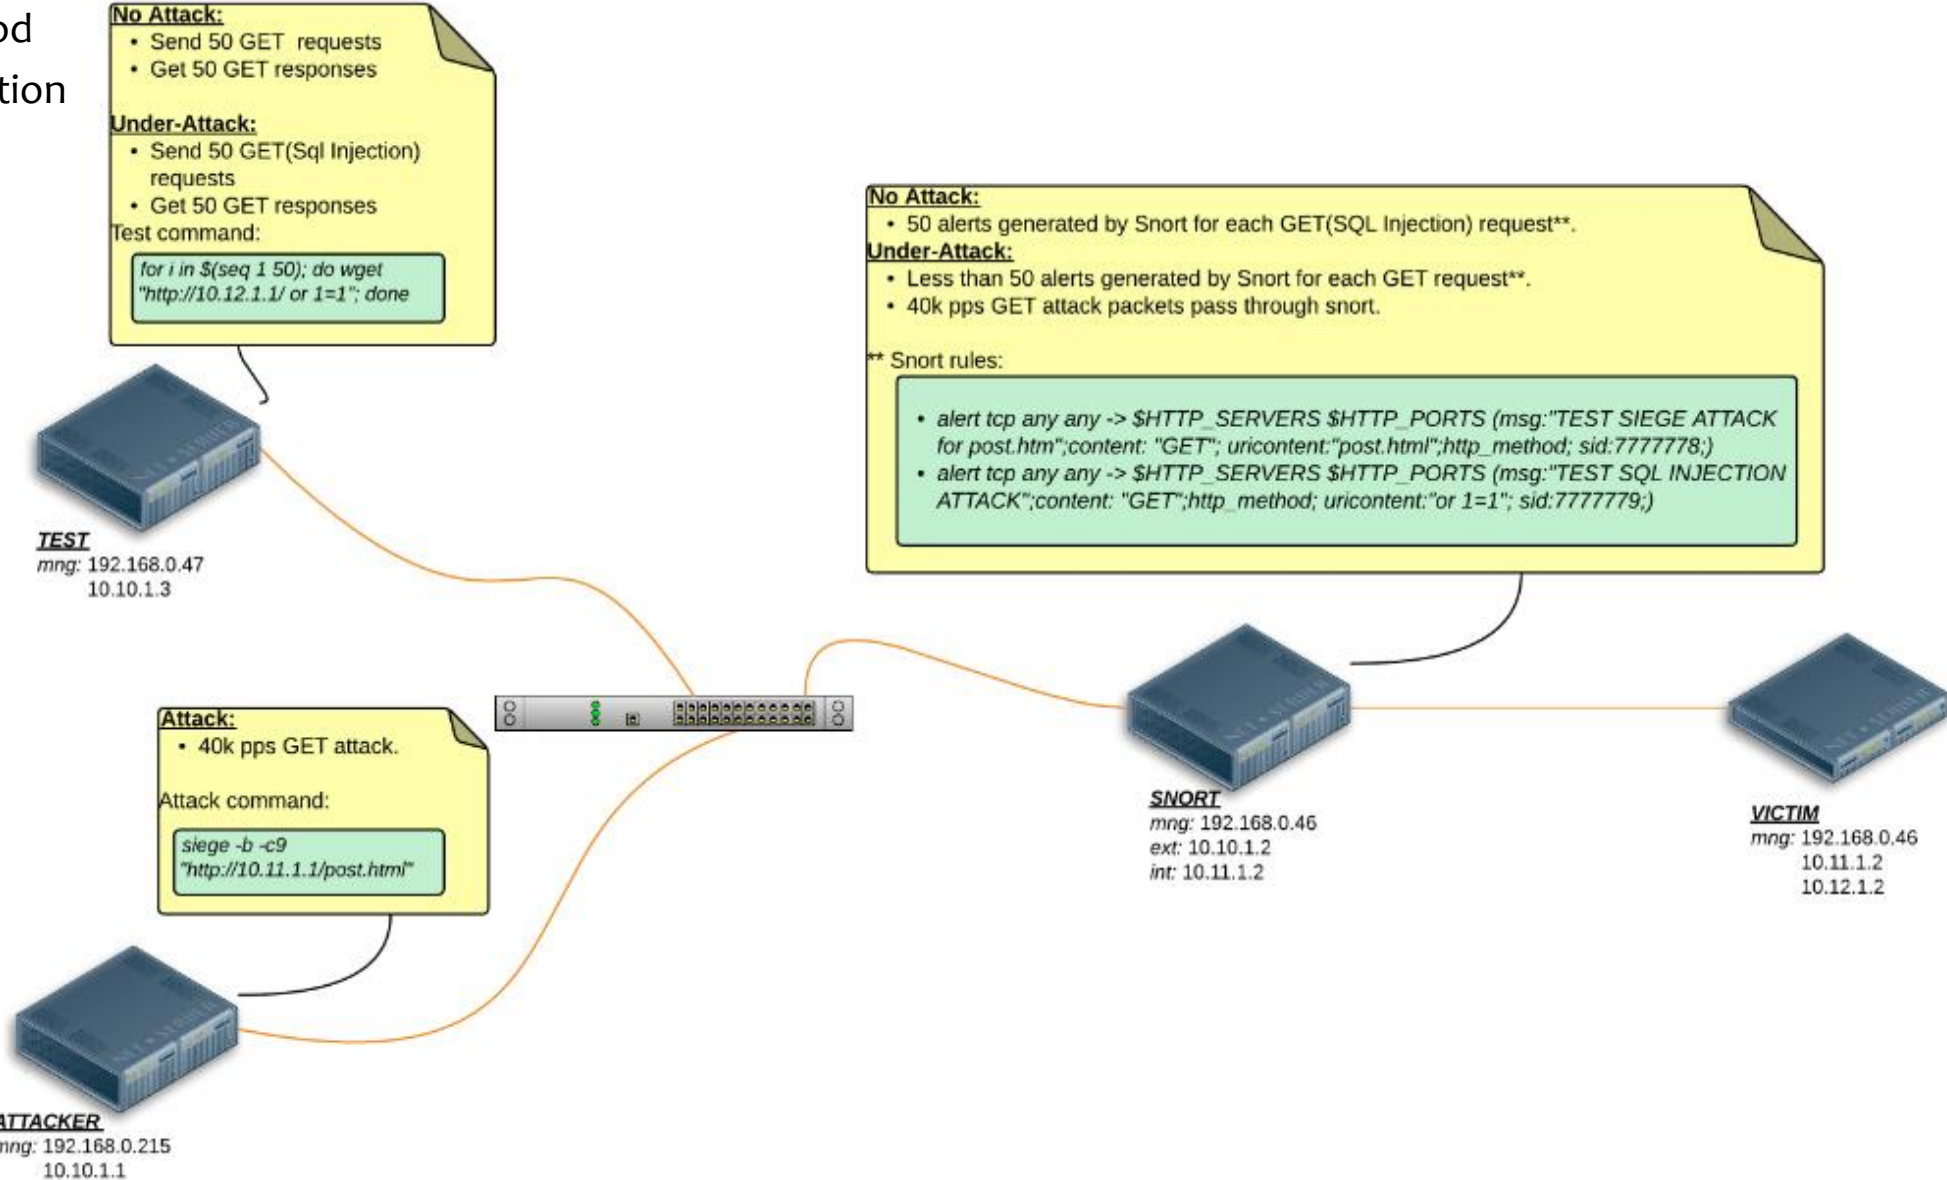 od
tion
No Attack:
• Send 50 GET requests
• Get 50 GET responses
Under-Attack:
• Send 50 GET(Sql Injection)
requests
• Get 50 GET responses
Test command:
for i in $(seq 1 50); do wget
"http://10.12.1.1/ or 1=1"; done
TEST
mng: 192.168.0.47
10.10.1.3
No Attack:
• 50 alerts generated by Snort for each GET(SQL Injection) request**.
Under-Attack:
• Less than 50 alerts generated by Snort for each GET request**.
• 40k pps GET attack packets pass through snort.
** Snort rules:
• alert tcp any any -> $HTTP_SERVERS $HTTP_PORTS (msg:"TEST SIEGE ATTACK
for post.htm";content: "GET"; uricontent:"post.html";http_method; sid:7777778;)
• alert tcp any any -> $HTTP_SERVERS $HTTP_PORTS (msg:"TEST SQL INJECTION
ATTACK";content: "GET";http_method; uricontent:"or 1=1"; sid:7777779;)
Attack:
• 40k pps GET attack.
Attack command:
siege -b -c9
"http://10.11.1.1/post.html"
SNORT
mng: 192.168.0.46
ext: 10.10.1.2
int: 10.11.1.2
VICTIM
mng: 192.168.0.46
10.11.1.2
10.12.1.2
ATTACKER
mng: 192.168.0.215
10.10.1.1